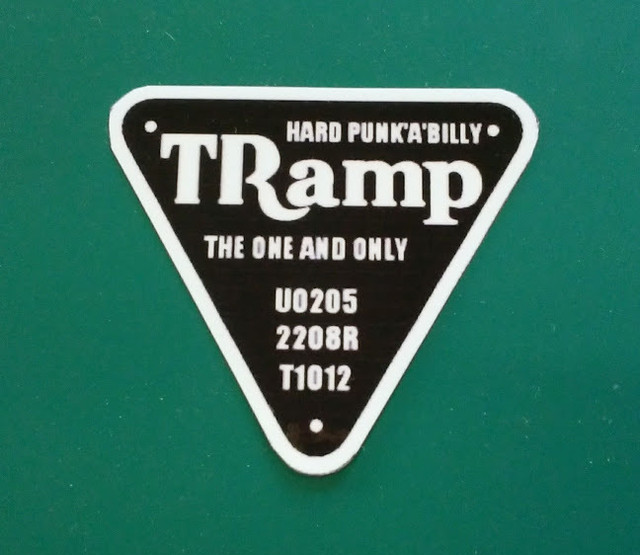 HARD PUNK'A'BILLY
TRamp
THE ONE AND ONLY
U0205
2208R
T1012